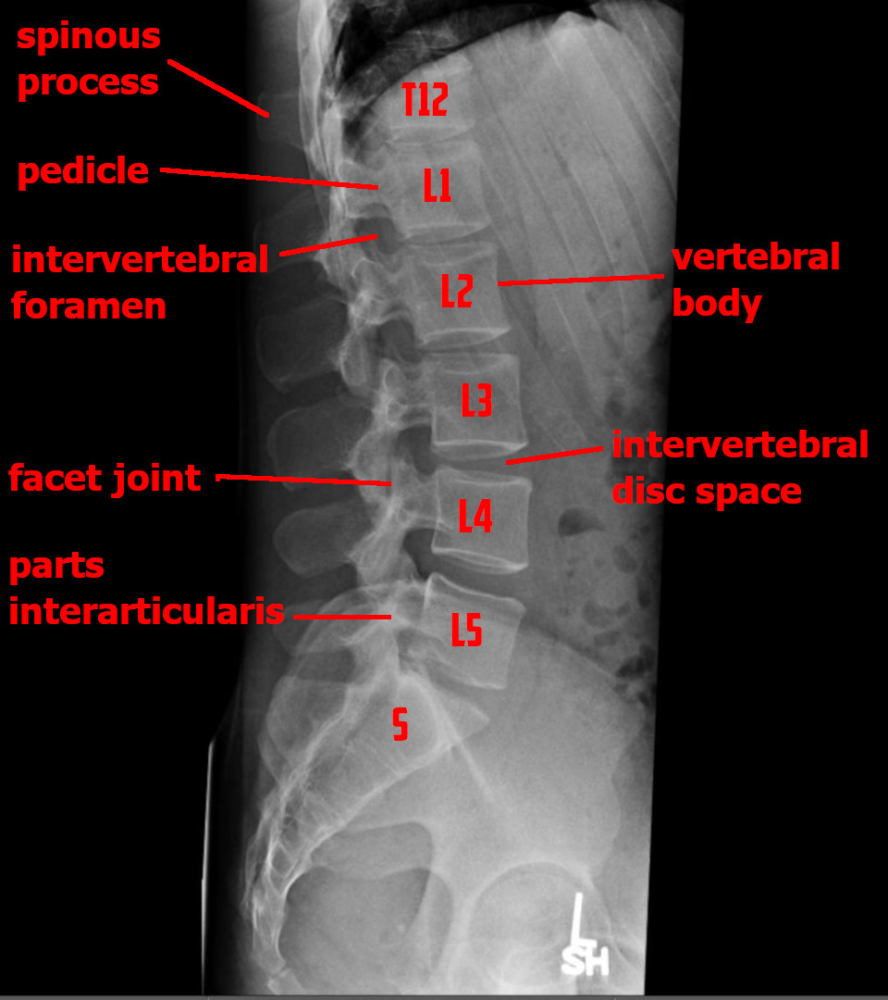 spinous
process
T12
pedicle
L1
intervertebral
foramen
vertebral
body
L2
L3
intervertebral
disc space
facet joint
L4
parts
interarticularis
L5
S
L
SH